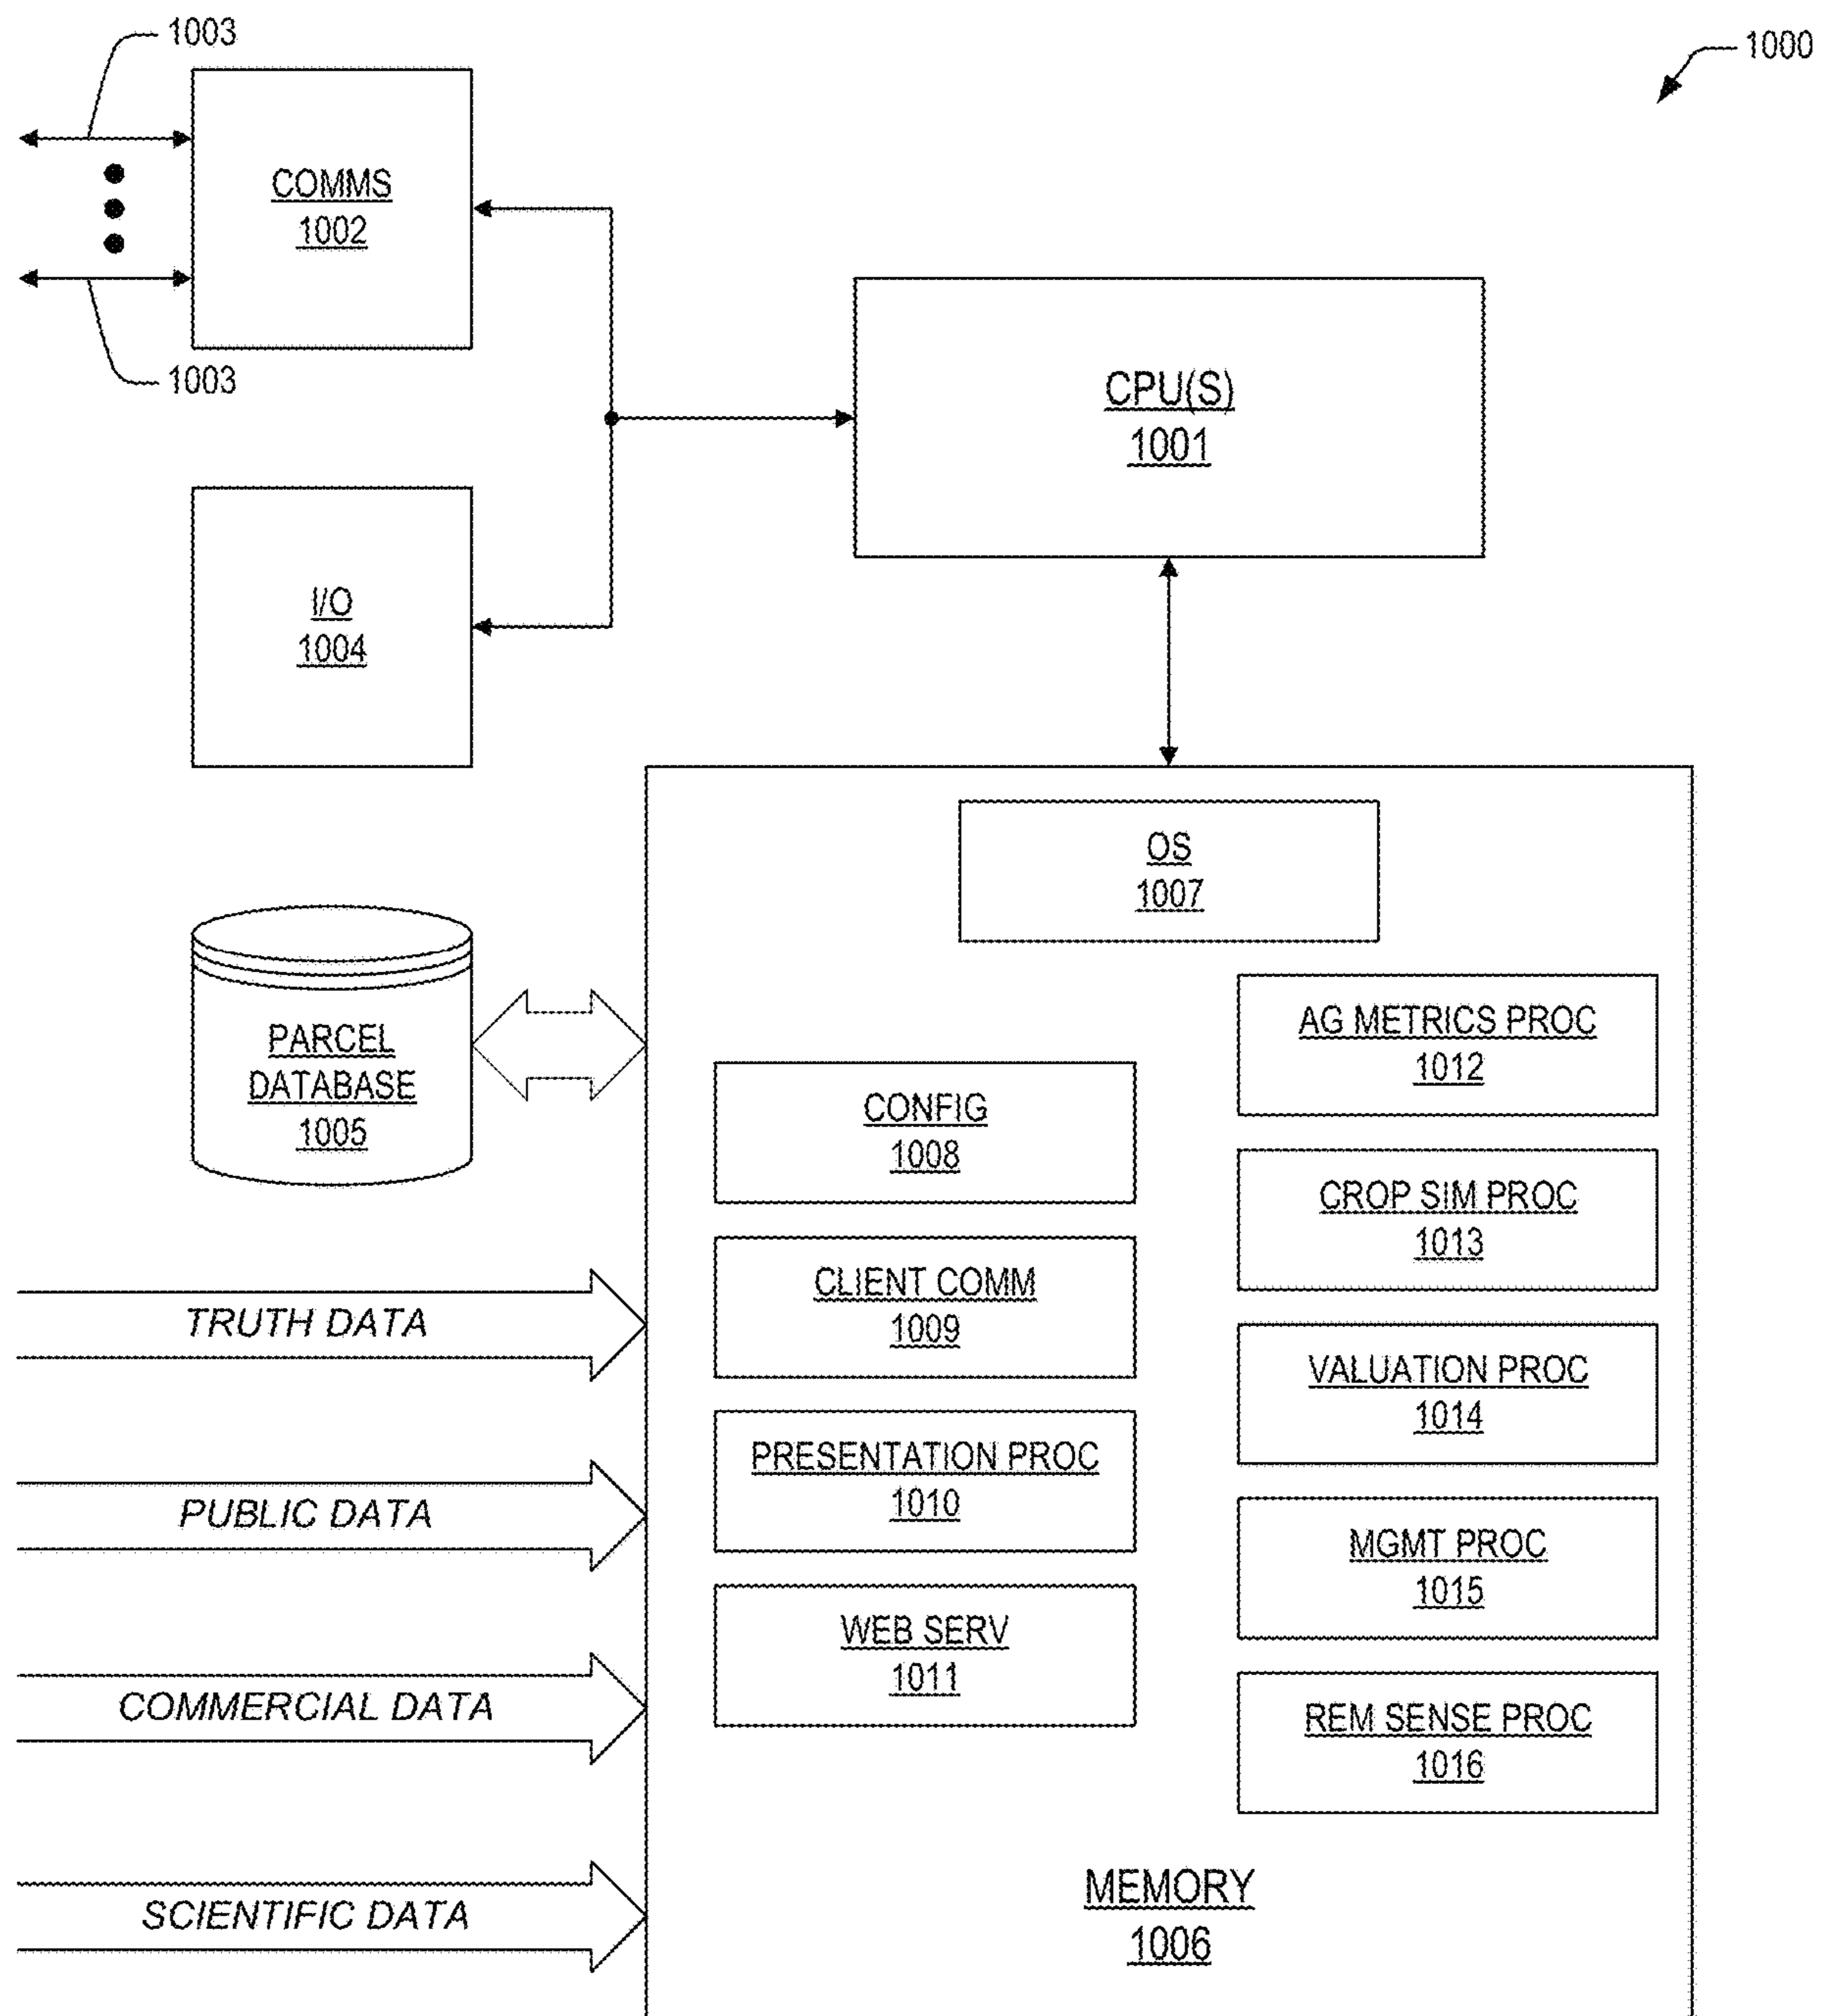 1003
1000
COMMS
1002
1003
CPU(S)
1001
I/O
1004
OS
1007
PARCEL
DATABASE
1005
AG METRICS PROC
1012
CONFIG
1008
CROP SIM PROC
1013
CLIENT COMM
1009
TRUTH DATA
VALUATION PROC
1014
PRESENTATION PROC
1010
PUBLIC DATA
MGMT PROC
1015
WEB SERV
1011
COMMERCIAL DATA
REM SENSE PROC
1016
SCIENTIFIC DATA
MEMORY
1006